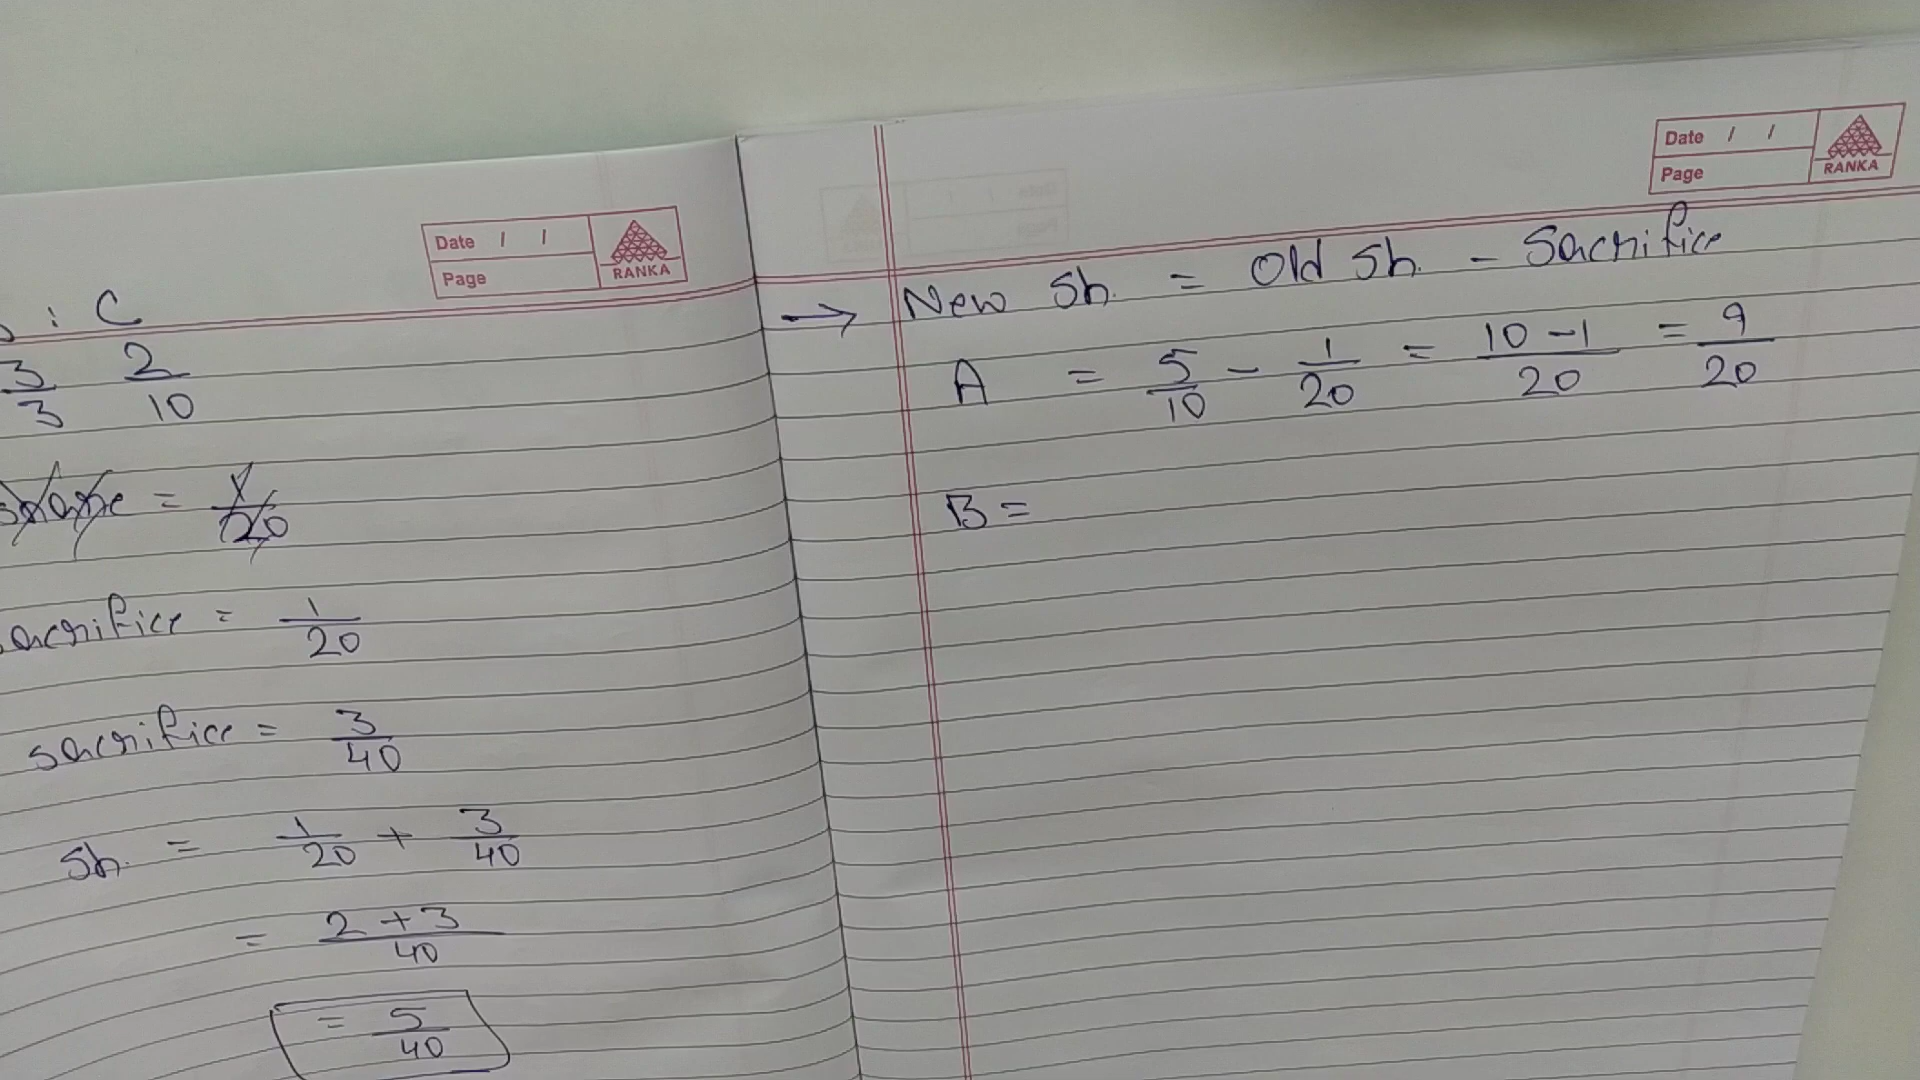 Date / /
Page
RANKA
: C
3/3 2/10
share = 1/20
sacrifice = 1/20
sacrifice = 3/40
Sh. = 1/20 + 3/40
= 2+3/40
= 5/40
Date / /
Page
RANKA
→ New Sh. = Old Sh. - Sacrifice
A = 5/10 - 1/20 = 10-1/20 = 9/20
B =